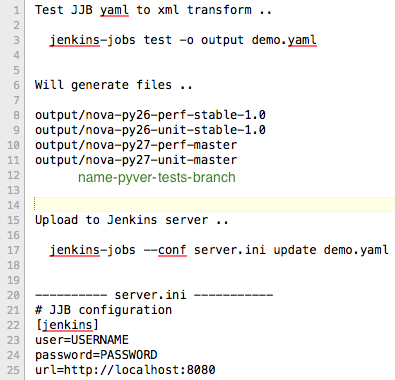 1 Test JJB yaml to xml transform ..
2
3 jenkins-jobs test -o output demo.yaml
4
5
6 Will generate files ..
7
8 output/nova-py26-perf-stable-1.0
9 output/nova-py26-unit-stable-1.0
10 output/nova-py27-perf-master
11 output/nova-py27-unit-master
12 name-pyver-tests-branch
13
14
15 Upload to Jenkins server ..
16
17 jenkins-jobs --conf server.ini update demo.yaml
18
19
20 ---------- server.ini -----------
21 # JJB configuration
22 [jenkins]
23 user=USERNAME
24 password=PASSWORD
25 url=http://localhost:8080